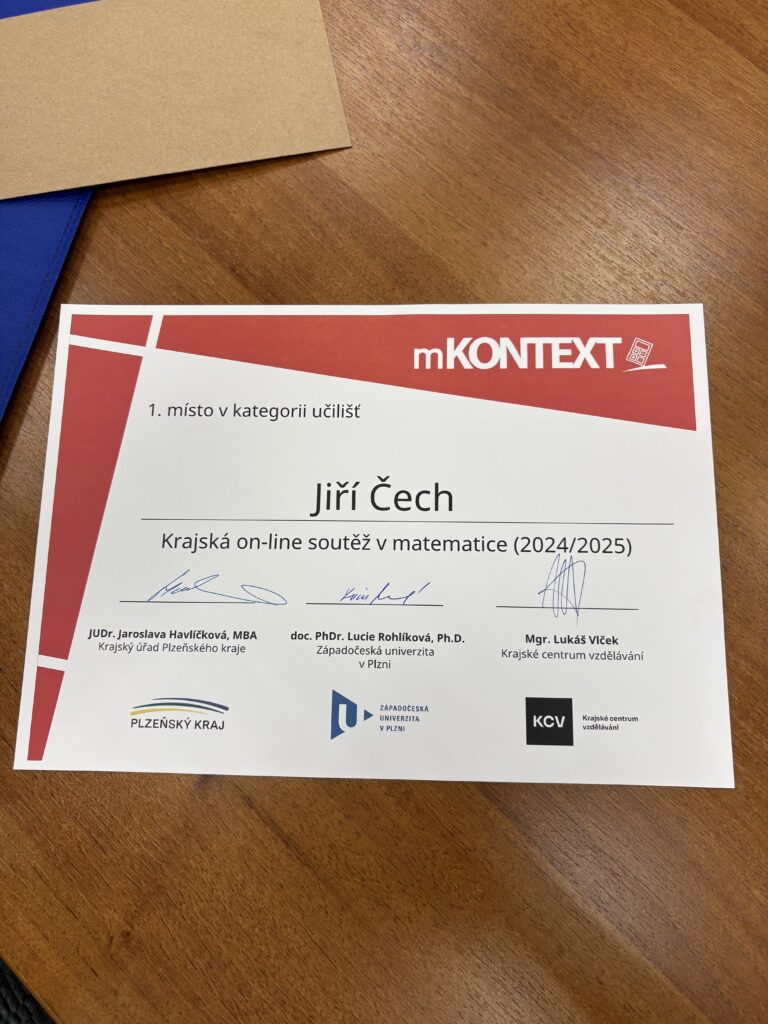 mKONTEXT
1. místo v kategorii učilišť
Jiří Čech
Krajská on-line soutěž v matematice (2024/2025)
JUDr. Jaroslava Havlíčková, MBA
Krajský úřad Plzeňského kraje
doc. PhDr. Lucie Rohlíková, Ph.D.
Západočeská univerzita
v Plzni
Mgr. Lukáš Vlček
Krajské centrum vzdělávání
PLZEŇSKÝ KRAJ
ZÁPADOČESKÁ
UNIVERZITA
V PLZNI
KCV
Krajské centrum
vzdělávání